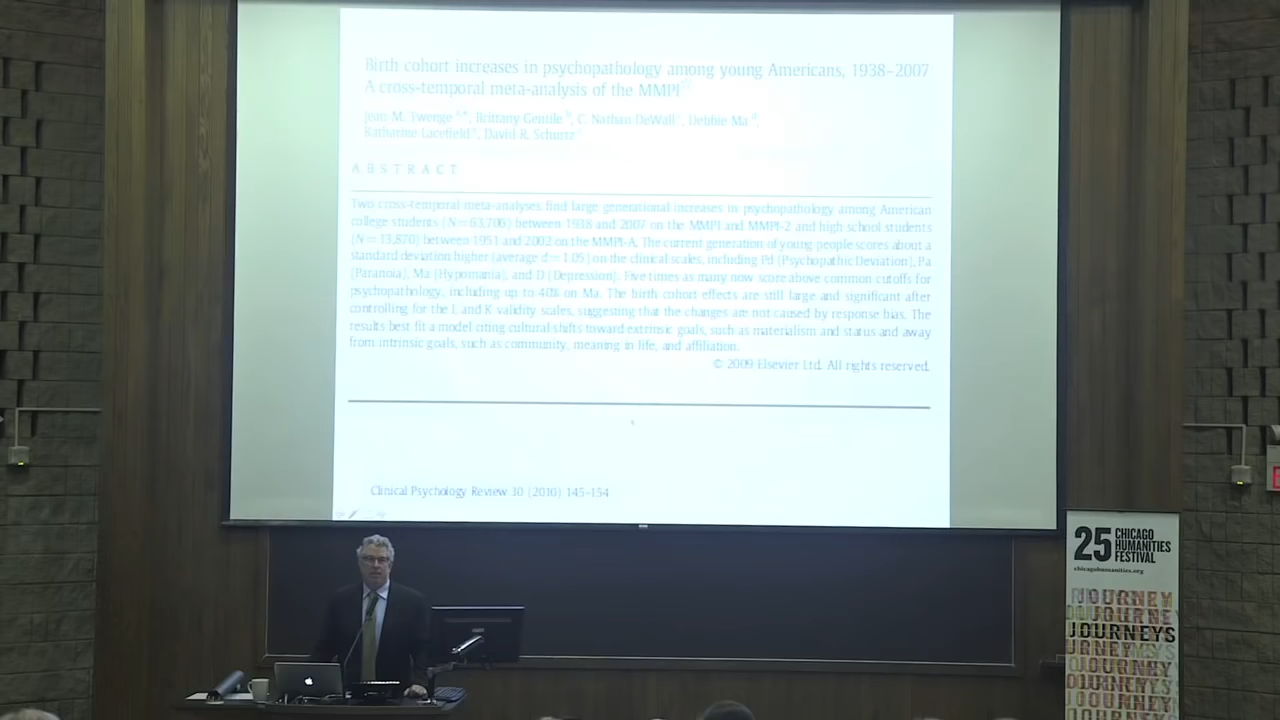 Birth cohort increases in psychopathology among young Americans, 1938–2007
A cross-temporal meta-analysis of the MMPI
Jean M. Twenge, Brittany Gentile, C. Nathan DeWall, Debbie Ma,
Katharine Lacefield, David R. Schurtz
ABSTRACT
Two cross-temporal meta-analyses find large generational increases in psychopathology among American
college students (N = 63,706) between 1938 and 2007 on the MMPI and MMPI-2 and high school students
(N = 13,870) between 1951 and 2002 on the MMPI-A. The current generation of young people scores about a
standard deviation higher (average d = 1.05) on the clinical scales, including Pd (Psychopathic Deviation), Pa
(Paranoia), Ma (Hypomania), and D (Depression). Five times as many now score above common cutoffs for
psychopathology, including up to 40% on Ma. The birth cohort effects are still large and significant after
controlling for the L and K validity scales, suggesting that the changes are not caused by response bias. The
results best fit a model citing cultural shifts toward extrinsic goals, such as materialism and status and away
from intrinsic goals, such as community, meaning in life, and affiliation.
© 2009 Elsevier Ltd. All rights reserved.
Clinical Psychology Review 30 (2010) 145–154
25 CHICAGO
HUMANITIES
FESTIVAL
chicagohumanities.org
JOURNEY
JOURNE
JOURNEYS
URNEYS
JOURNEY
JOURNEYS
JOURNEYS
JOURNEY